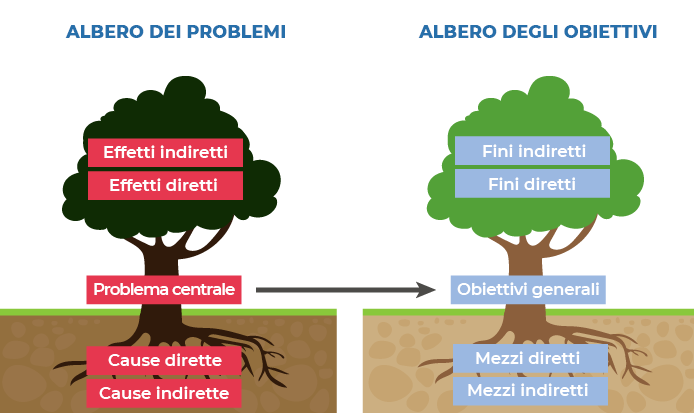 ALBERO DEI PROBLEMI
Effetti indiretti
Effetti diretti
Problema centrale
Cause dirette
Cause indirette
ALBERO DEGLI OBIETTIVI
Fini indiretti
Fini diretti
Obiettivi generali
Mezzi diretti
Mezzi indiretti